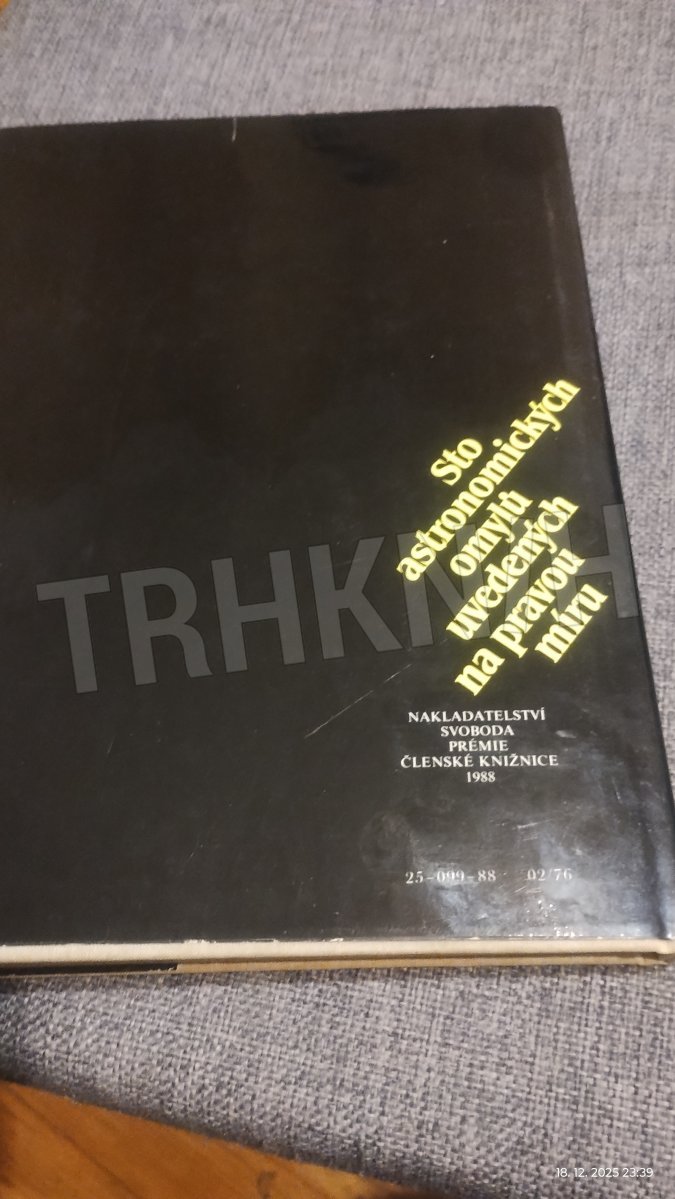 Sto
astronomických
omylů
uvedených
na pravou
míru
TRHKNIH
NAKLADATELSTVÍ
SVOBODA
PRÉMIE
ČLENSKÉ KNIŽNICE
1988
25-099-88 02/76
18. 12. 2025 23:39